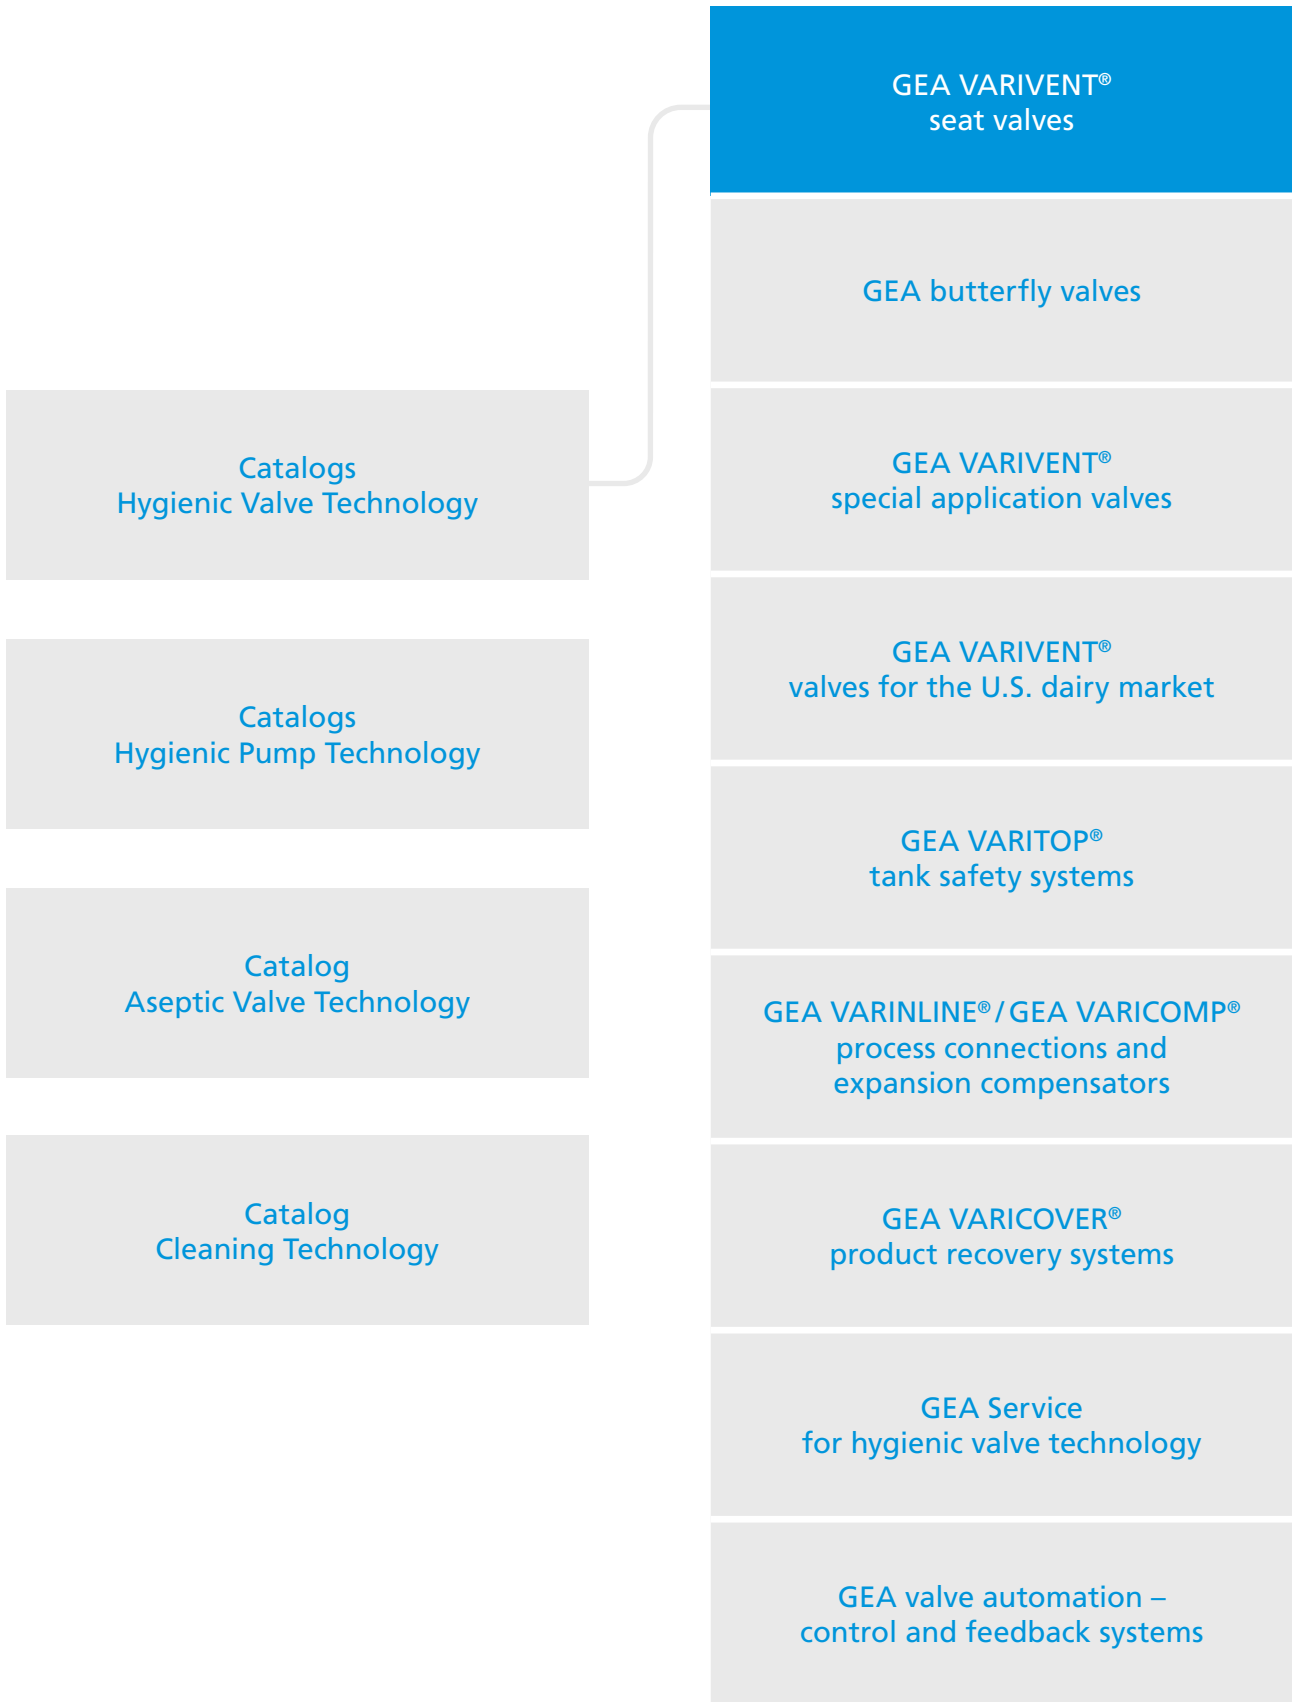 Catalogs
Hygienic Valve Technology
Catalogs
Hygienic Pump Technology
Catalog
Aseptic Valve Technology
Catalog
Cleaning Technology
GEA VARIVENT®
seat valves
GEA butterfly valves
GEA VARIVENT®
special application valves
GEA VARIVENT®
valves for the U.S. dairy market
GEA VARITOP®
tank safety systems
GEA VARINLINE® / GEA VARICOMP®
process connections and
expansion compensators
GEA VARICOVER®
product recovery systems
GEA Service
for hygienic valve technology
GEA valve automation –
control and feedback systems